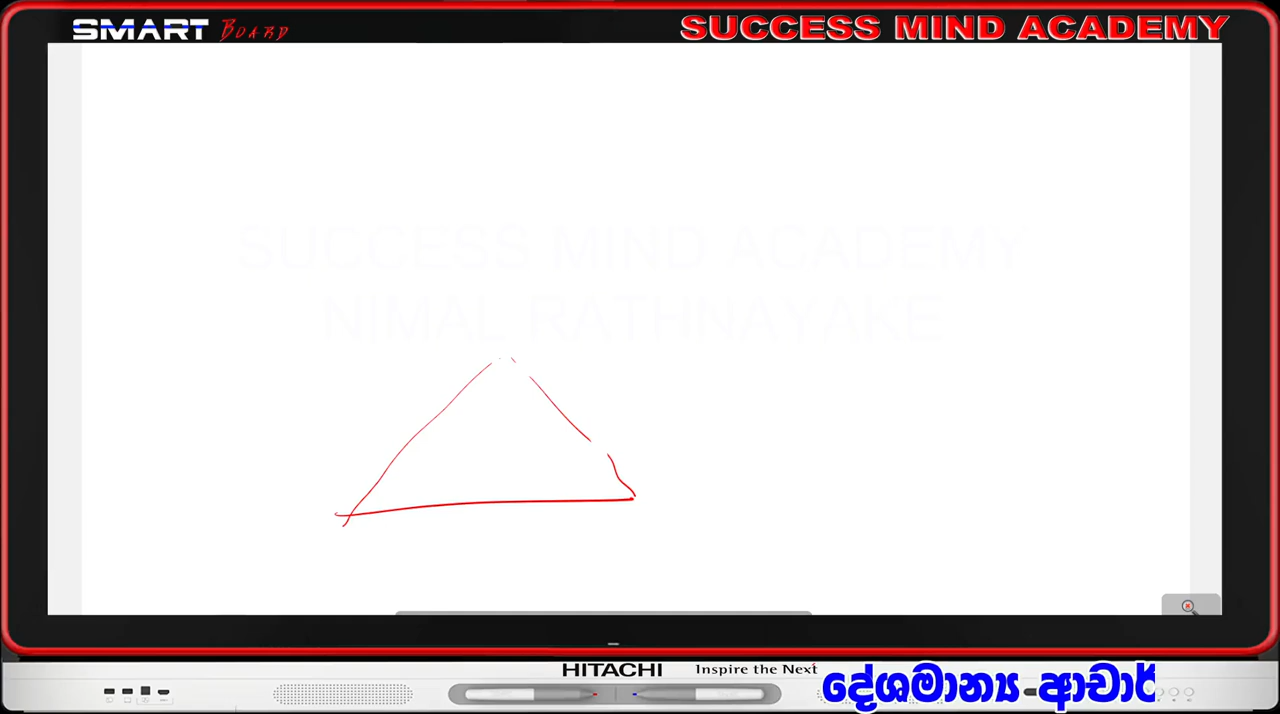 SMART Board
SUCCESS MIND ACADEMY
SUCCESS MIND ACADEMY
NIMAL RATHNAYAKE
HITACHI Inspire the Next
දේශමාන්‍ය ආචාර්